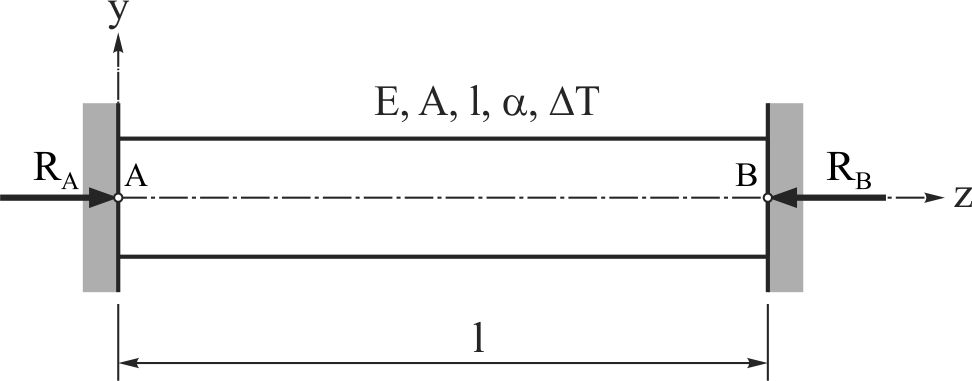 y
E, A, l, α, ΔT
R_A
A
B
R_B
z
l